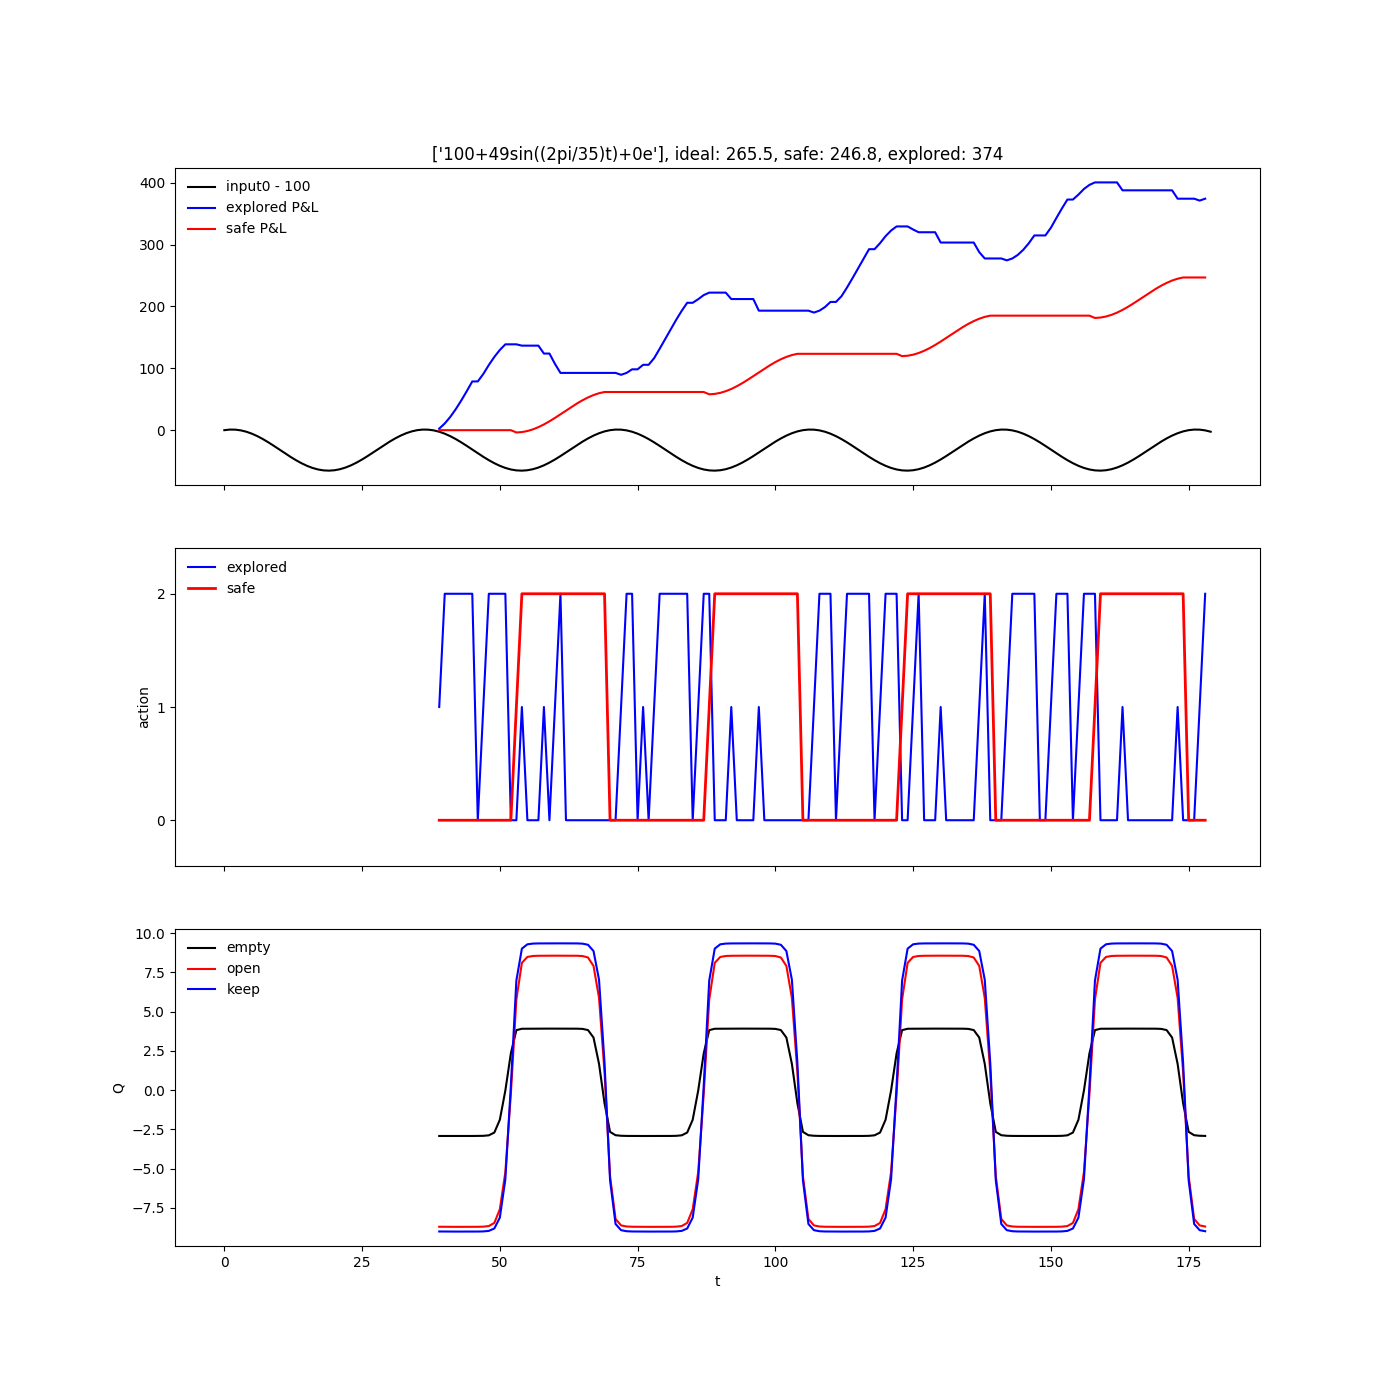 ['100+49sin((2pi/35)t)+0e'], ideal: 265.5, safe: 246.8, explored: 374
400
300
200
100
0
input0 - 100
explored P&L
safe P&L
action
2
1
0
explored
safe
Q
10.0
7.5
5.0
2.5
0.0
−2.5
−5.0
−7.5
empty
open
keep
0 25 50 75 100 125 150 175
t